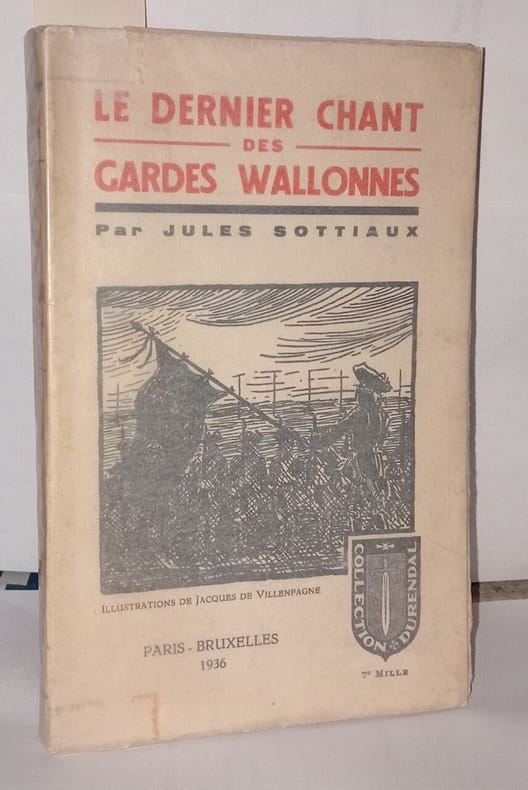 LE DERNIER CHANT
DES
GARDES WALLONNES
Par JULES SOTTIAUX
ILLUSTRATIONS DE JACQUES DE VILLENFAGNE
COLLECTION DURENDAL
PARIS - BRUXELLES
1936
7e MILLE